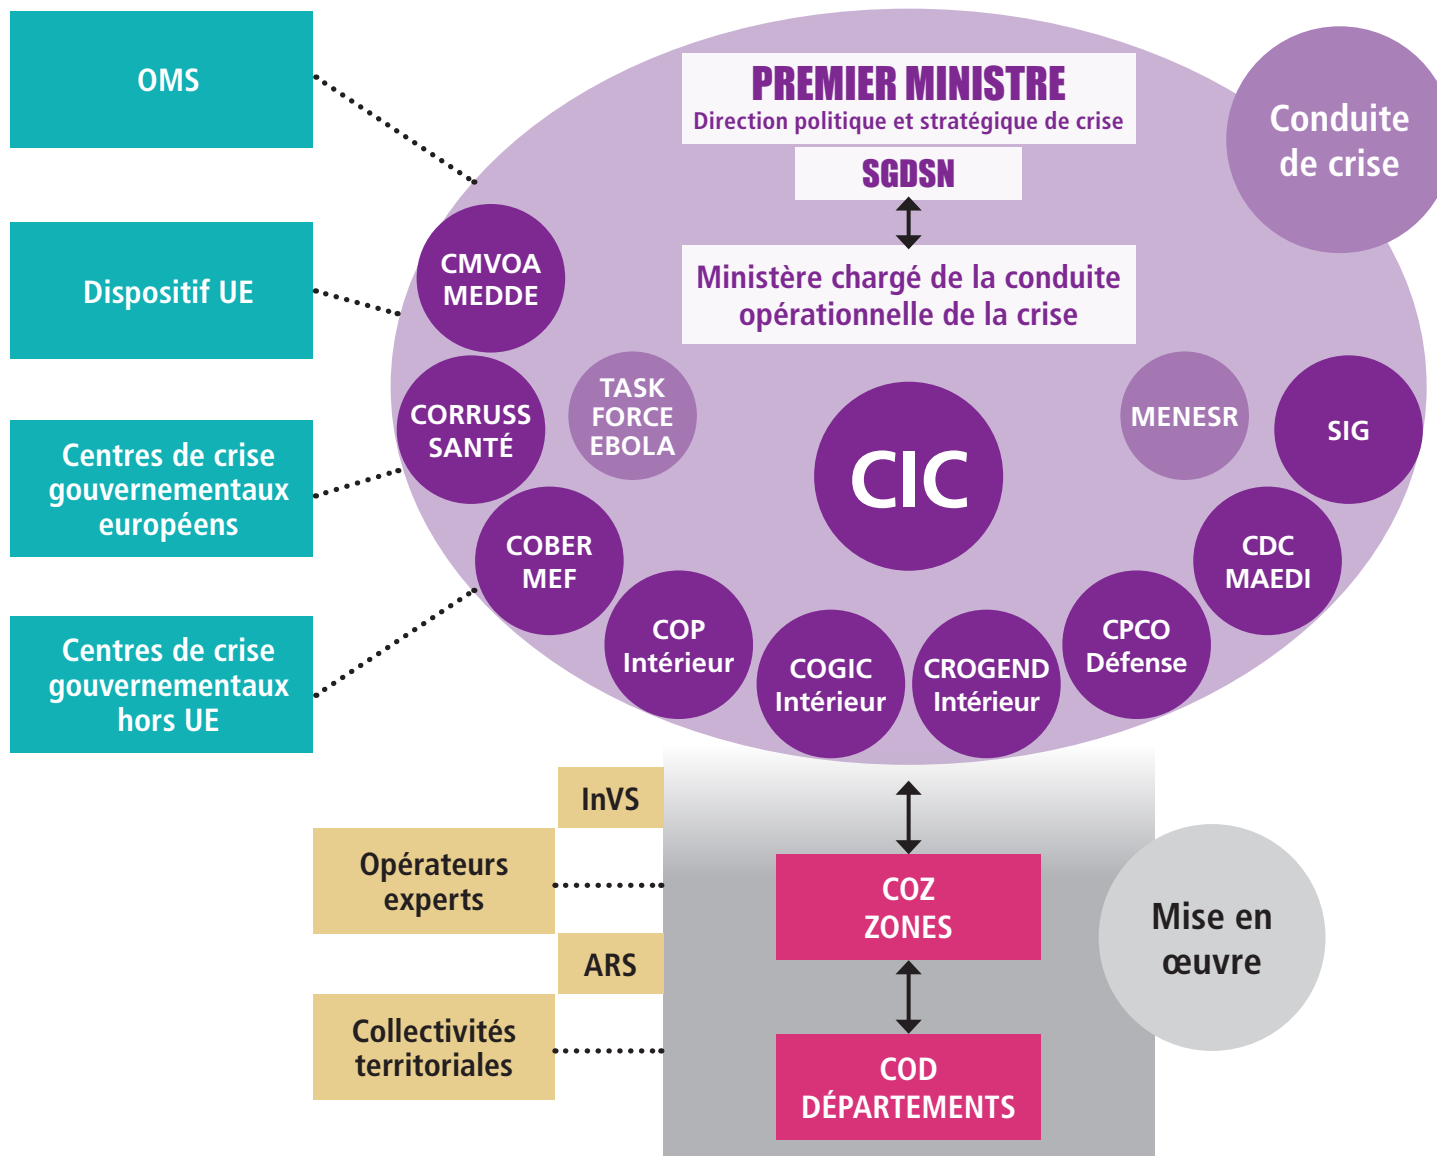 OMS
Dispositif UE
Centres de crise
gouvernementaux
européens
Centres de crise
gouvernementaux
hors UE
PREMIER MINISTRE
Direction politique et stratégique de crise
SGDSN
Ministère chargé de la conduite
opérationnelle de la crise
Conduite
de crise
CMVOA
MEDDE
CORRUSS
SANTÉ
TASK
FORCE
EBOLA
COBER
MEF
COP
Intérieur
COGIC
Intérieur
CIC
CROGEND
Intérieur
CPCO
Défense
CDC
MAEDI
MENESR
SIG
InVS
Opérateurs
experts
ARS
Collectivités
territoriales
COZ
ZONES
COD
DÉPARTEMENTS
Mise en
œuvre